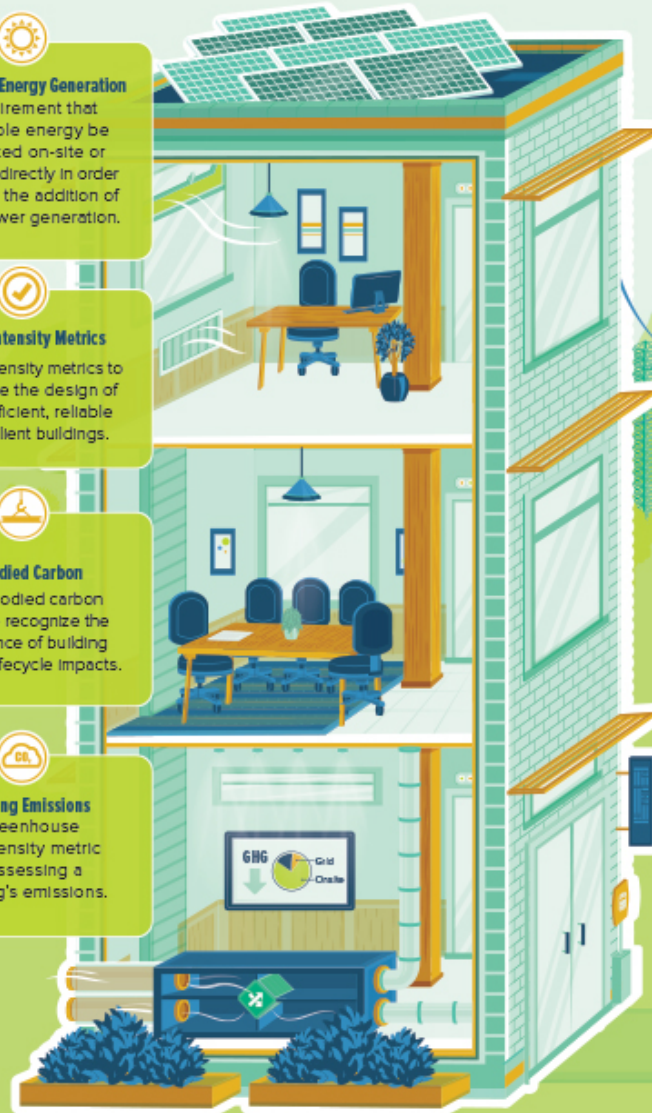 Energy Generation
irement that
ble energy be
ed on-site or
directly in order
the addition of
wer generation.
ntensity Metrics
ensity metrics to
e the design of
ficient, reliable
lient buildings.
died Carbon
odied carbon
recognize the
nce of building
fecycle impacts.
CO₂
ng Emissions
eenhouse
ensity metric
ssessing a
g's emissions.
GHG
Grid
Onsite